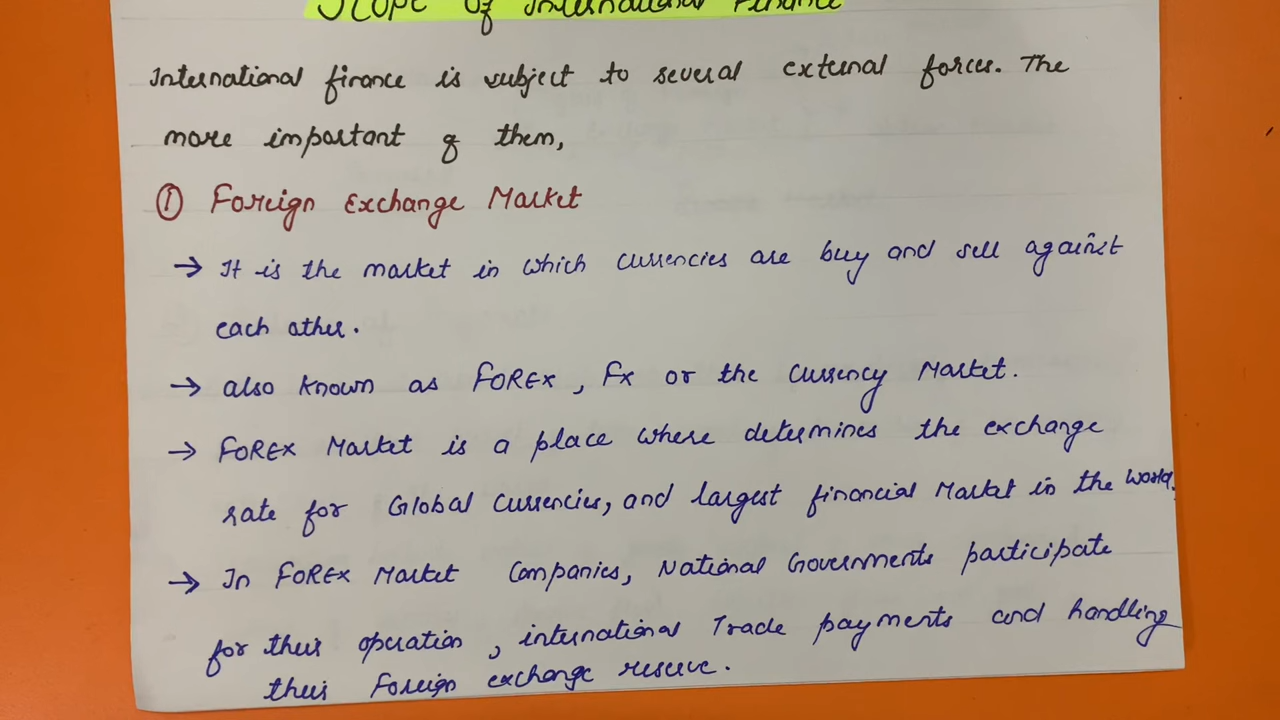 Scope of International Finance
International finance is subject to several external forces. The
more important of them,
① Foreign Exchange Market
→ It is the market in which currencies are buy and sell against
each other.
→ also known as FOREX, Fx or the currency Market.
→ FOREX Market is a place where determines the exchange
rate for Global currencies, and largest financial Market in the world.
→ In FOREX Market Companies, National Governments participate
for their operation, international Trade payments and handling
their Foreign exchange reserve.